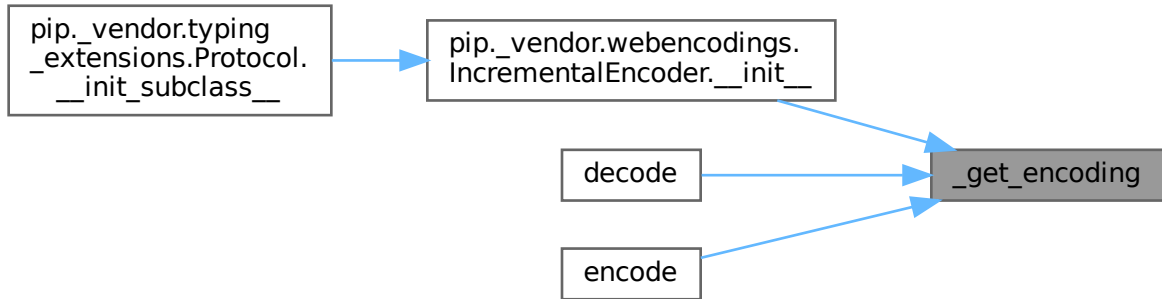 pip._vendor.typing
_extensions.Protocol.
__init_subclass__
pip._vendor.webencodings.
IncrementalEncoder.__init__
decode
_get_encoding
encode